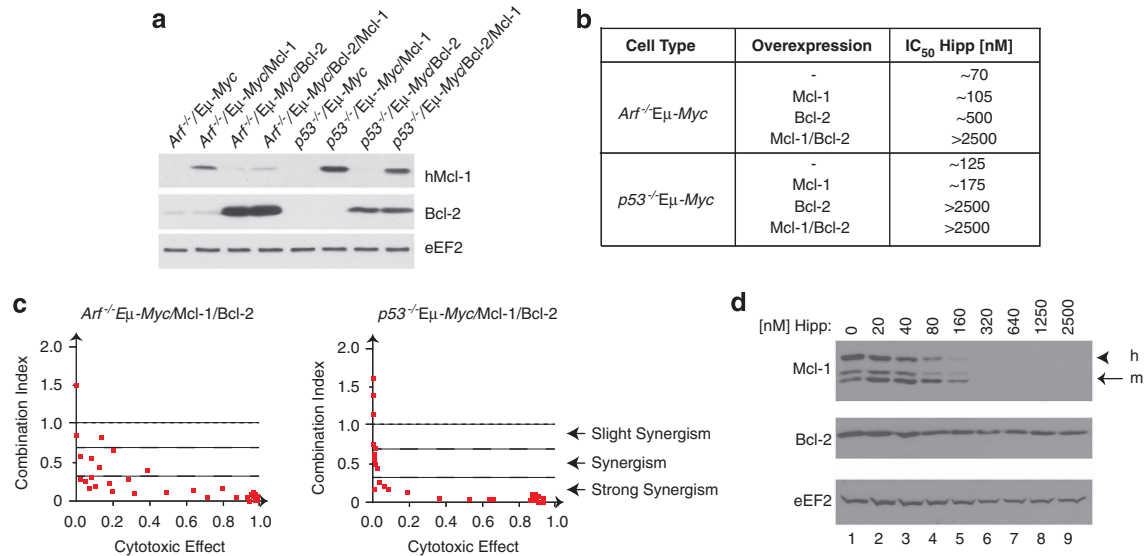 a
Arf-/-/Eμ-Myc
Arf-/-/Eμ-Myc/Mcl-1
Arf-/-/Eμ-Myc/Bcl-2
Arf-/-/Eμ-Myc/Bcl-2/Mcl-1
p53-/-/Eμ-Myc
p53-/-/Eμ--Myc/Mcl-1
p53-/-/Eμ-Myc/Bcl-2
p53-/-/Eμ-Myc/Bcl-2/Mcl-1
hMcl-1
Bcl-2
eEF2
b
Cell Type Overexpression IC50 Hipp [nM]
Arf-/-Eμ-Myc
- ~70
Mcl-1 ~105
Bcl-2 ~500
Mcl-1/Bcl-2 >2500
p53-/-Eμ-Myc
- ~125
Mcl-1 ~175
Bcl-2 >2500
Mcl-1/Bcl-2 >2500
c
Arf-/-Eμ-Myc/Mcl-1/Bcl-2
Combination Index
2.0
1.0
0.5
0
0.0 0.2 0.4 0.6 0.8 1.0
Cytotoxic Effect
p53-/-Eμ-Myc/Mcl-1/Bcl-2
Combination Index
2.0
1.5
1.0
0.5
0
0.0 0.2 0.4 0.6 0.8 1.0
Cytotoxic Effect
Slight Synergism
Synergism
Strong Synergism
d
[nM] Hipp: 0 20 40 80 160 320 640 1250 2500
Mcl-1
h
m
Bcl-2
eEF2
1 2 3 4 5 6 7 8 9